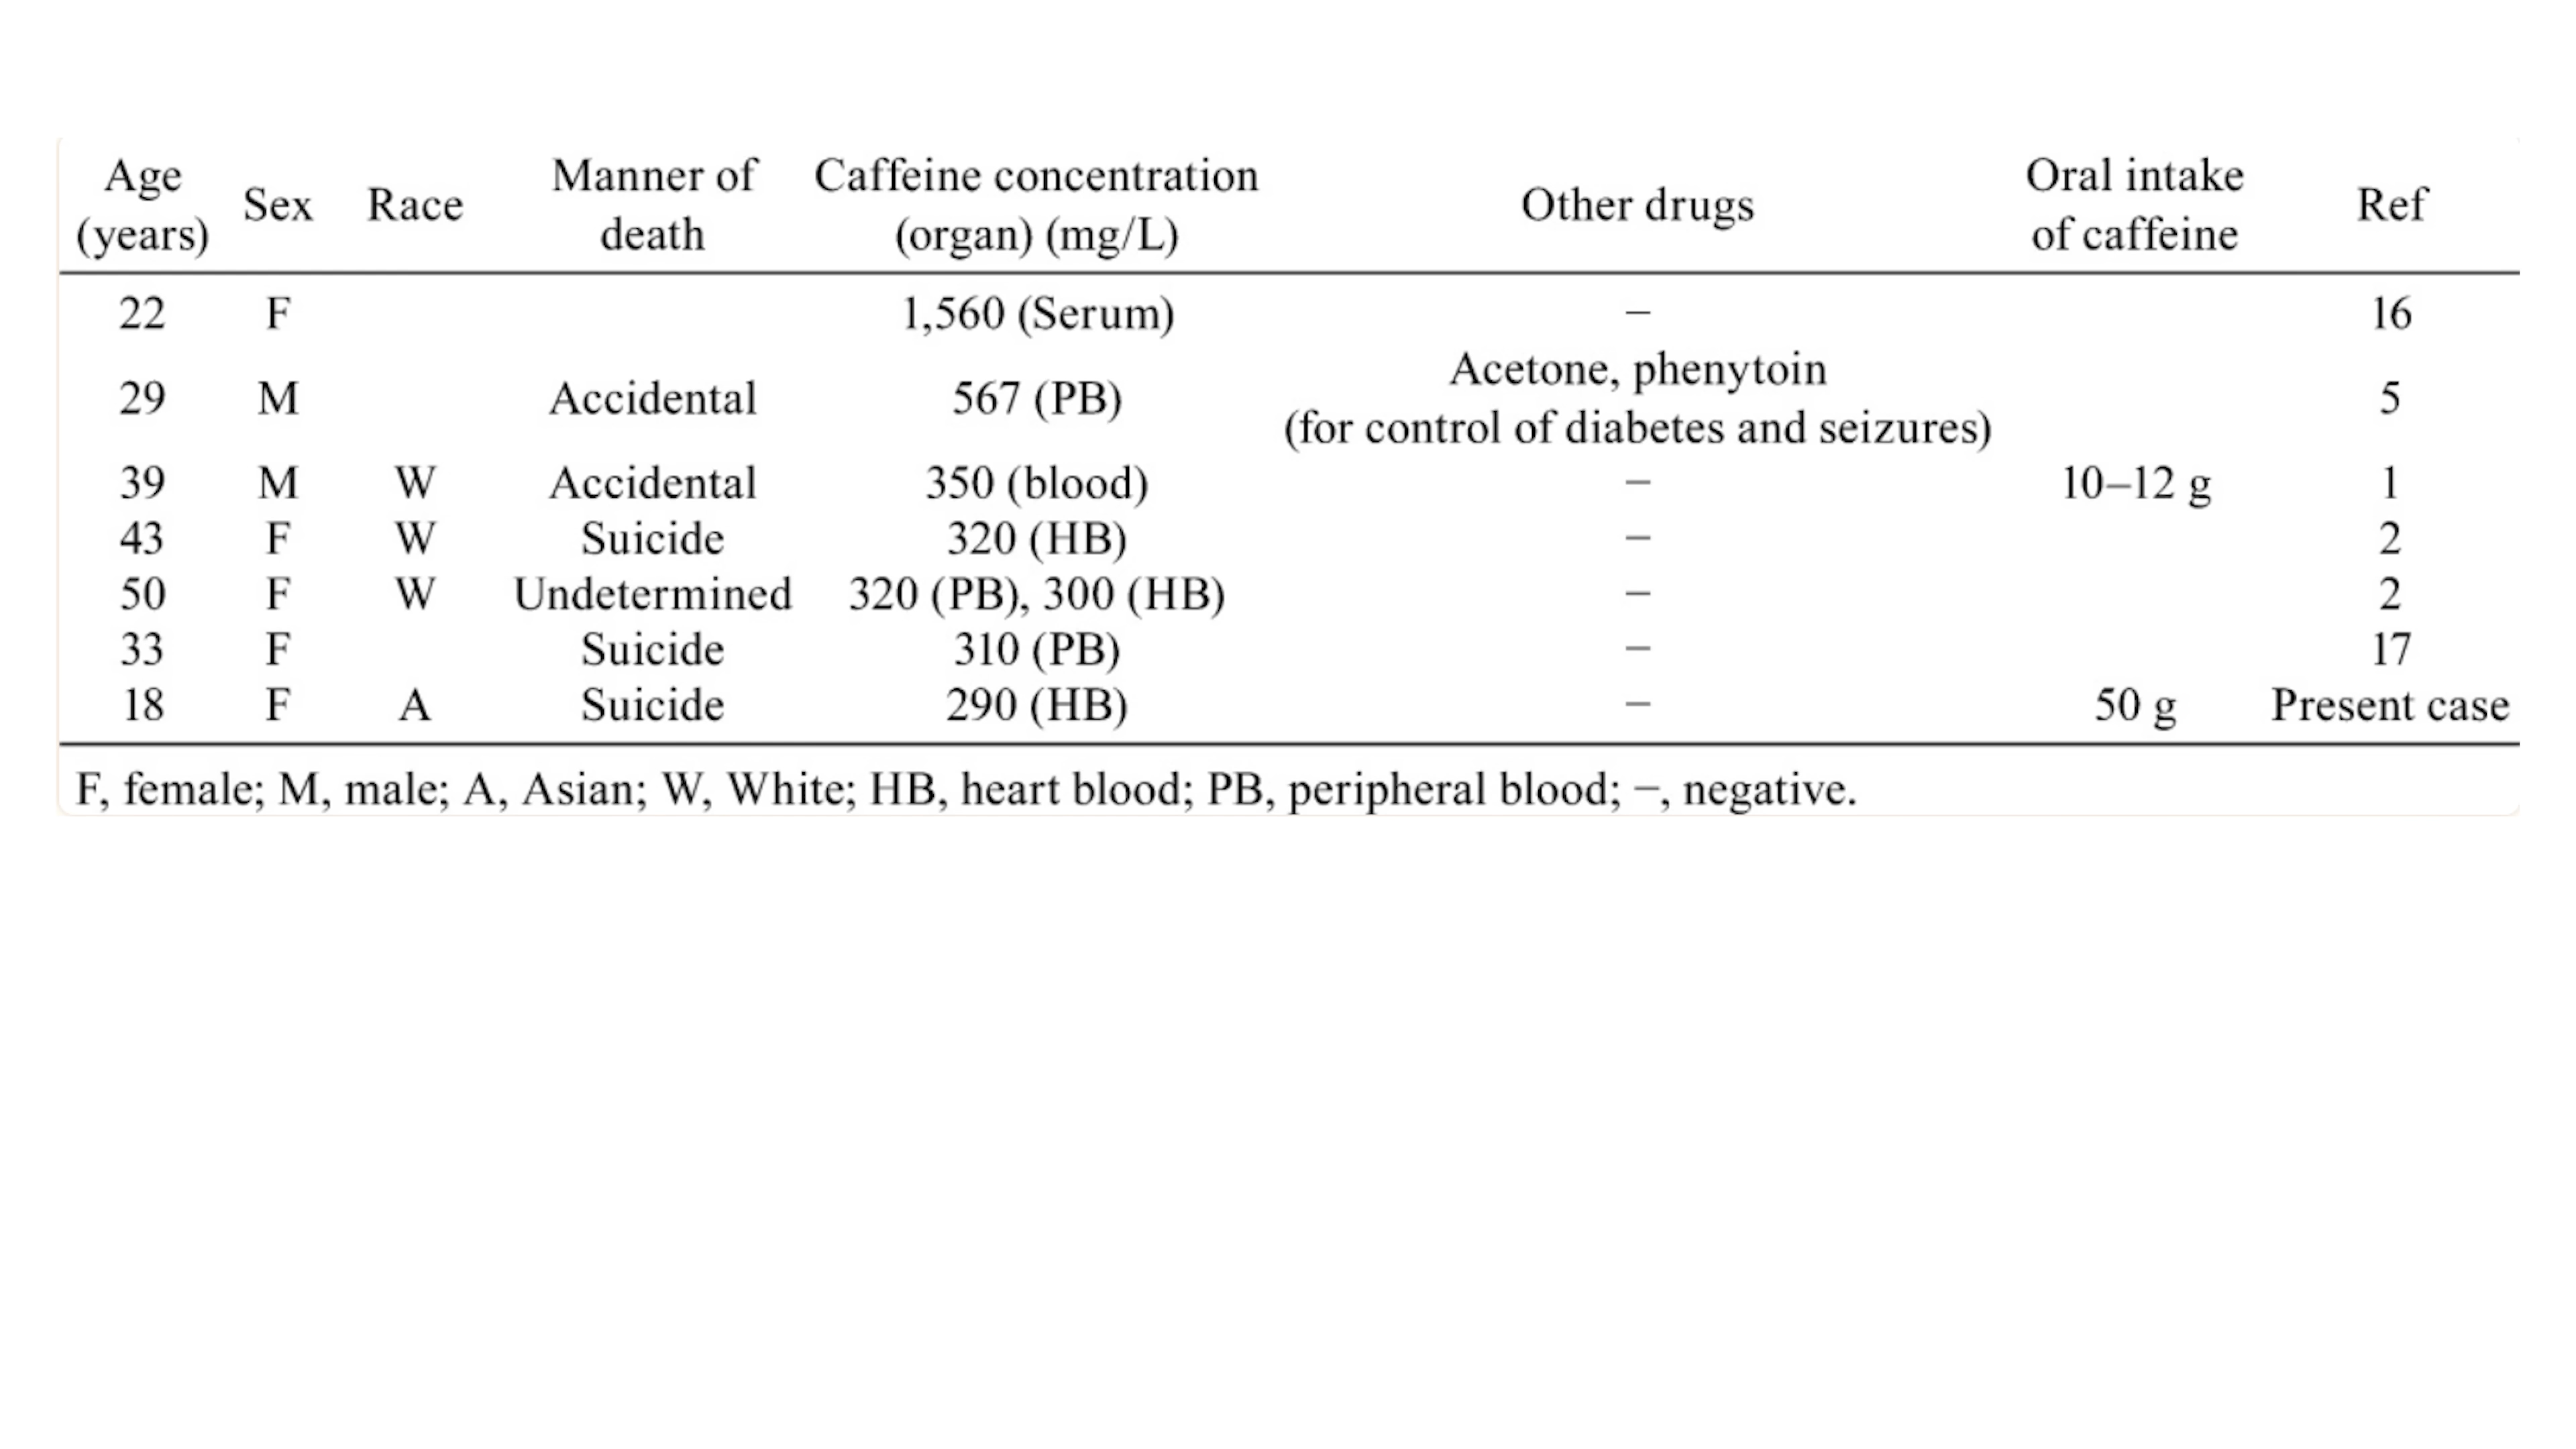 Age (years) Sex Race Manner of death Caffeine concentration (organ) (mg/L) Other drugs Oral intake of caffeine Ref
22 F 1,560 (Serum) − 16
29 M Accidental 567 (PB) Acetone, phenytoin (for control of diabetes and seizures) 5
39 M W Accidental 350 (blood) − 10–12 g 1
43 F W Suicide 320 (HB) − 2
50 F W Undetermined 320 (PB), 300 (HB) − 2
33 F Suicide 310 (PB) − 17
18 F A Suicide 290 (HB) − 50 g Present case
F, female; M, male; A, Asian; W, White; HB, heart blood; PB, peripheral blood; −, negative.